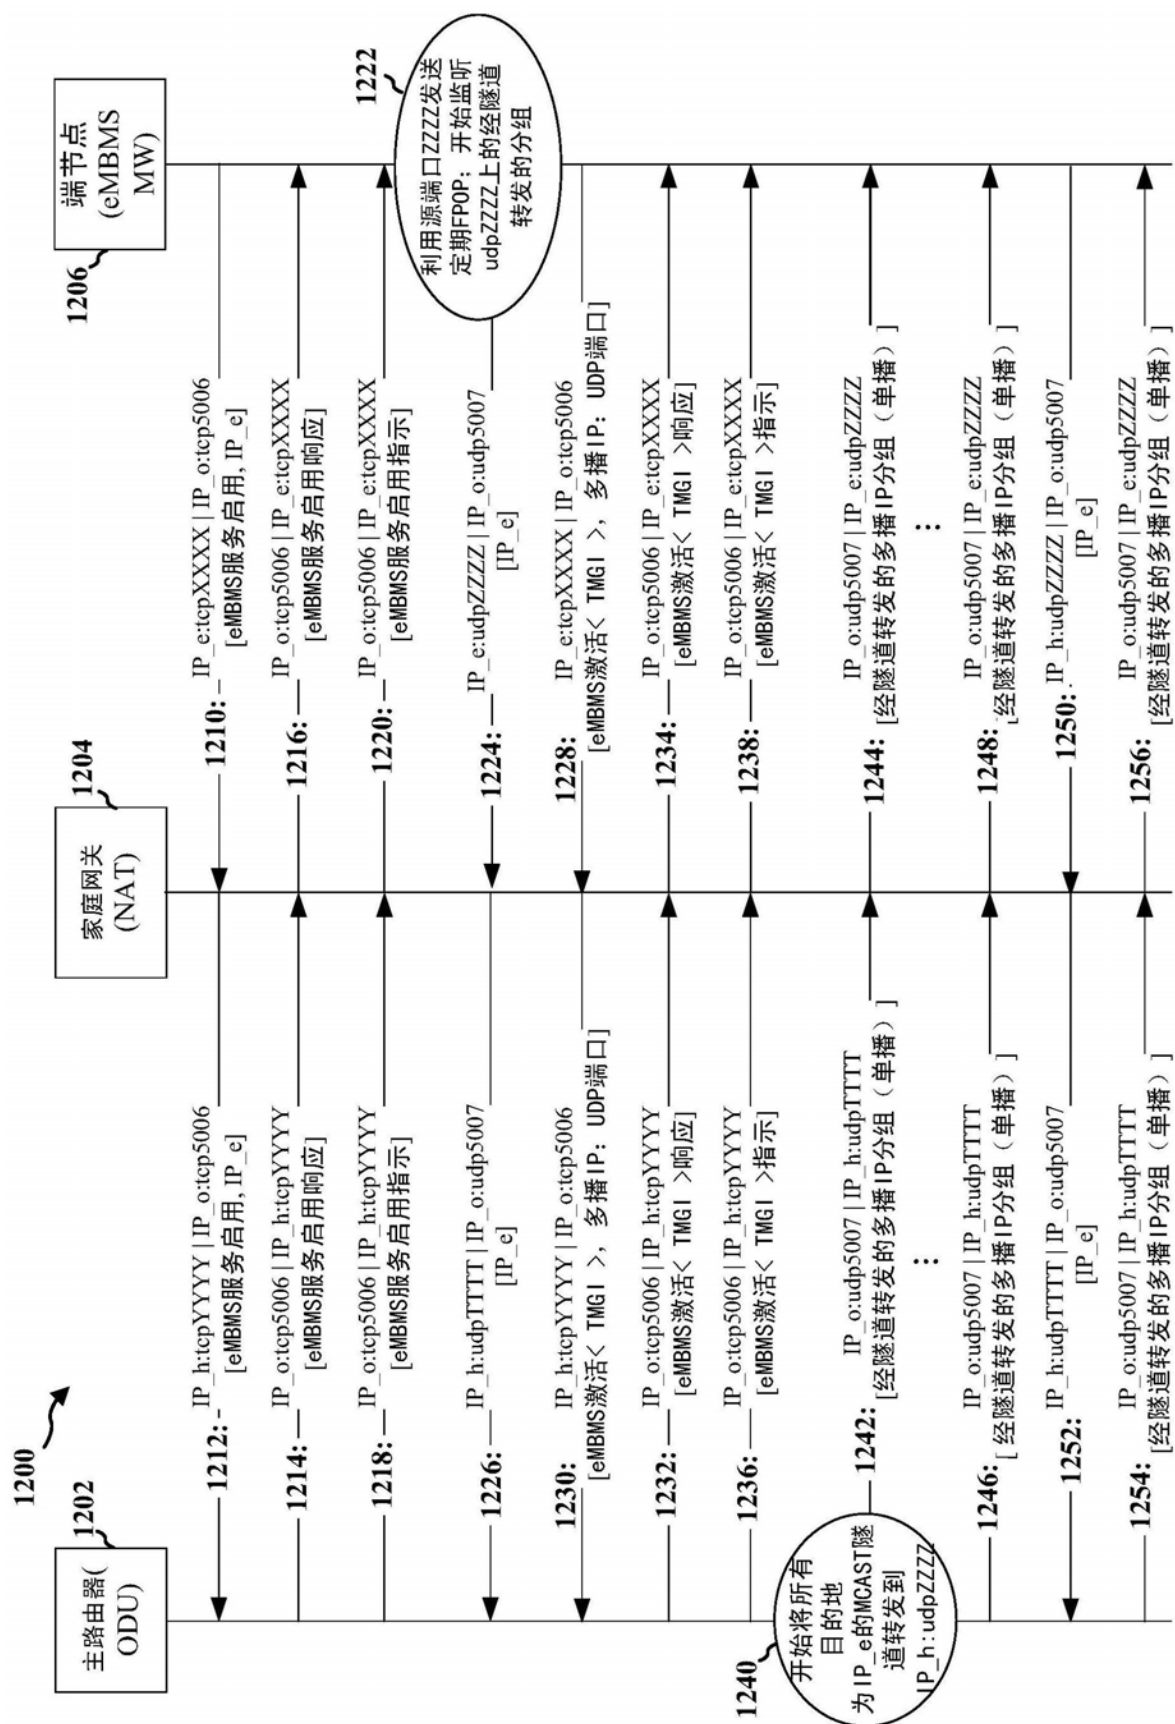 1200
1202
主路由器(
ODU)
1204
家庭网关
(NAT)
1206
端节点
(eMBMS
MW)
1210:
IP_e:tcpXXXX | IP_o:tcp5006
[eMBMS服务启用, IP_e]
1212:
IP_h:tcpYYYY | IP_o:tcp5006
[eMBMS服务启用, IP_e]
1214:
IP_o:tcp5006 | IP_h:tcpYYYY
[eMBMS服务启用响应]
1216:
IP_o:tcp5006 | IP_e:tcpXXXX
[eMBMS服务启用响应]
1218:
IP_o:tcp5006 | IP_h:tcpYYYY
[eMBMS服务启用指示]
1220:
IP_o:tcp5006 | IP_e:tcpXXXX
[eMBMS服务启用指示]
1222
利用源端口ZZZZ发送
定期FPOP; 开始监听
udpZZZZ上的经隧道
转发的分组
1224:
IP_e:udpZZZZ | IP_o:udp5007
[IP_e]
1226:
IP_h:udpTTTT | IP_o:udp5007
[IP_e]
1228:
IP_e:tcpXXXX | IP_o:tcp5006
[eMBMS激活< TMGI >, 多播IP: UDP端口]
1230:
IP_h:tcpYYYY | IP_o:tcp5006
[eMBMS激活< TMGI >, 多播IP: UDP端口]
1232:
IP_o:tcp5006 | IP_h:tcpYYYY
[eMBMS激活< TMGI >响应]
1234:
IP_o:tcp5006 | IP_e:tcpXXXX
[eMBMS激活< TMGI >响应]
1236:
IP_o:tcp5006 | IP_h:tcpYYYY
[eMBMS激活< TMGI >指示]
1238:
IP_o:tcp5006 | IP_e:tcpXXXX
[eMBMS激活< TMGI >指示]
1240
开始将所有
目的地
为IP_e的MCAST隧
道转发到
IP_h:udpZZZZ
1242:
IP_o:udp5007 | IP_h:udpTTTT
[经隧道转发的多播IP分组（单播）]
1244:
IP_o:udp5007 | IP_e:udpZZZZ
[经隧道转发的多播IP分组（单播）]
1246:
IP_o:udp5007 | IP_h:udpTTTT
[经隧道转发的多播IP分组（单播）]
1248:
IP_o:udp5007 | IP_e:udpZZZZ
[经隧道转发的多播IP分组（单播）]
1250:
IP_h:udpZZZZ | IP_o:udp5007
[IP_e]
1252:
IP_h:udpTTTT | IP_o:udp5007
[IP_e]
1254:
IP_o:udp5007 | IP_h:udpTTTT
[经隧道转发的多播IP分组（单播）]
1256:
IP_o:udp5007 | IP_e:udpZZZZ
[经隧道转发的多播IP分组（单播）]